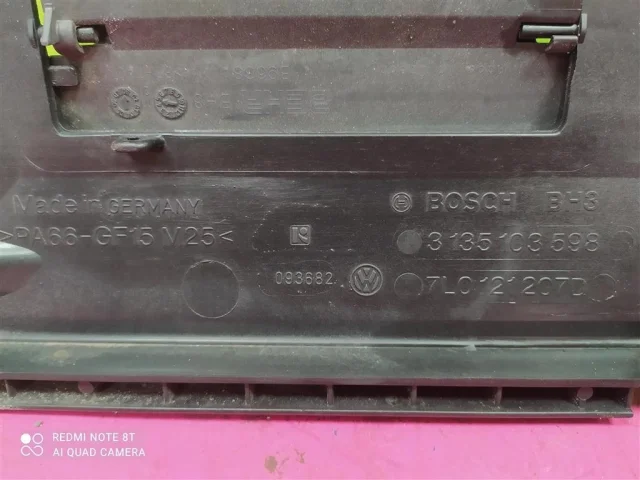 Made in GERMANY
>PA66-GF15 M25<
093682
BOSCH BH3
3 135 103 598
7L0 121 207D
REDMI NOTE 8T
AI QUAD CAMERA